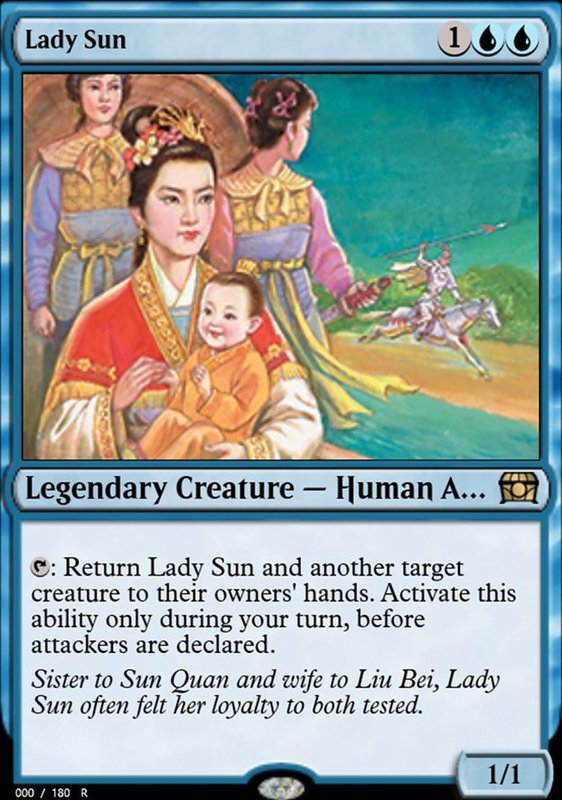 Lady Sun
1
Legendary Creature — Human A...
: Return Lady Sun and another target
creature to their owners' hands. Activate this
ability only during your turn, before
attackers are declared.
Sister to Sun Quan and wife to Liu Bei, Lady
Sun often felt her loyalty to both tested.
1/1
000 / 180 R